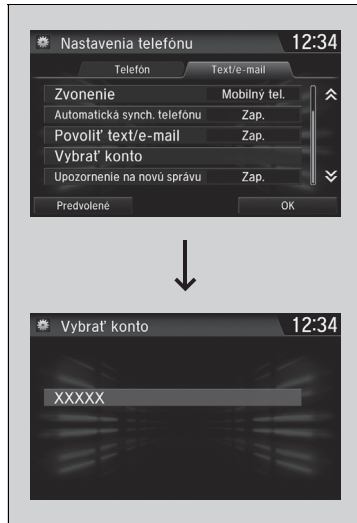 Nastavenia telefónu 12:34
Telefón Text/e-mail
Zvonenie Mobilný tel.
Automatická synch. telefónu Zap.
Povoliť text/e-mail Zap.
Vybrať konto
Upozornenie na novú správu Zap.
Predvolené OK
Vybrať konto 12:34
XXXXX